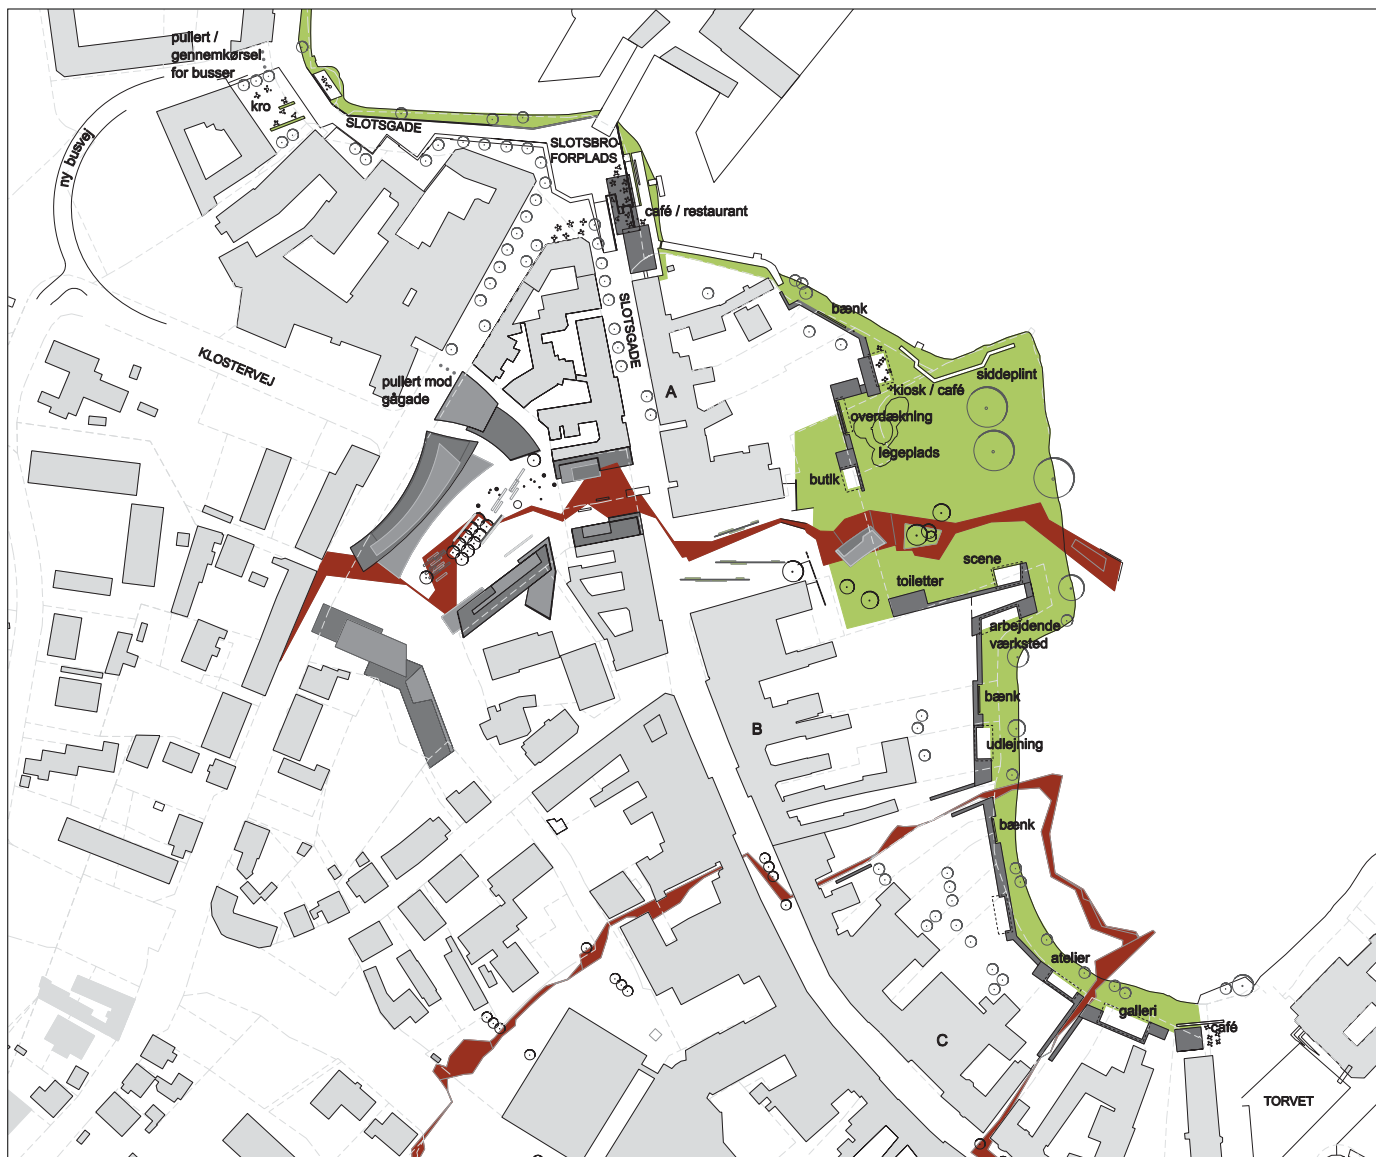 pullert /
gennemkørsel
for busser
kro
SLOTSGADE
SLOTSBRO-
FORPLADS
ny busvej
café / restaurant
SLOTSGADE
bænk
KLOSTERVEJ
pullert mod
gågade
A
siddeplint
kiosk / café
overdækning
legeplads
butik
scene
toiletter
arbejdende
værksted
bænk
B
udlejning
bænk
atelier
galleri
café
C
TORVET